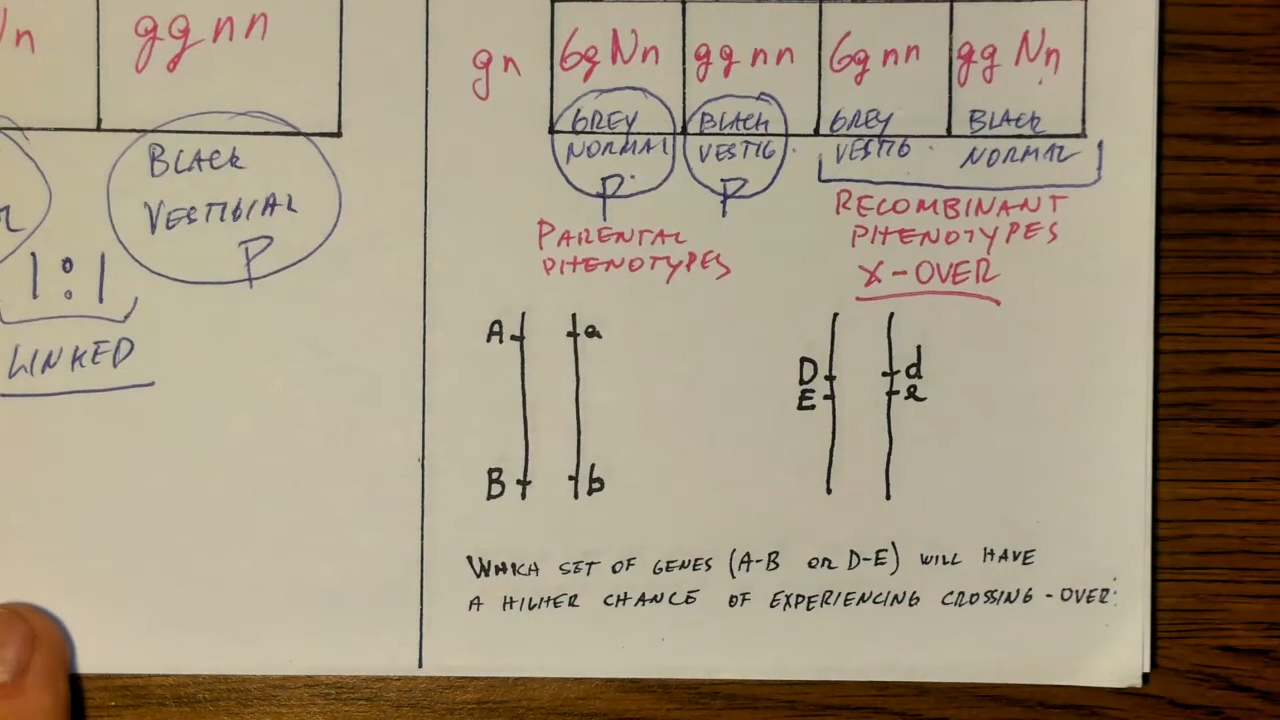 ggnn
BLACK
VESTIGIAL
P
1:1
LINKED
gn GgNn ggnn Ggnn ggNn
GREY BLACK GREY BLACK
NORMAL VESTIG. VESTIG. NORMAL
P P
PARENTAL
PHENOTYPES
RECOMBINANT
PHENOTYPES
X-OVER
A a
B b
D d
E e
WHICH SET OF GENES (A-B OR D-E) WILL HAVE
A HIGHER CHANCE OF EXPERIENCING CROSSING-OVER: